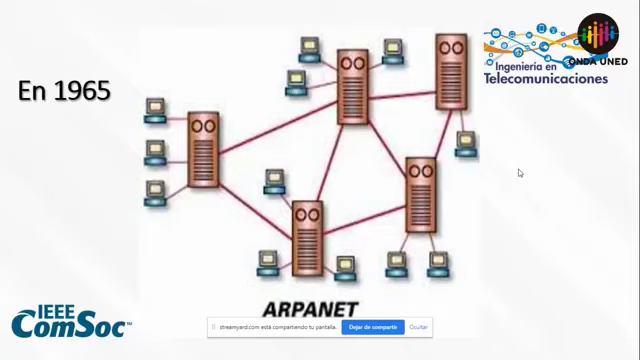 En 1965
ONDA UNED
Ingeniería en
Telecomunicaciones
ARPANET
IEEE
ComSoc™
streamyard.com está compartiendo tu pantalla.
Dejar de compartir
Ocultar